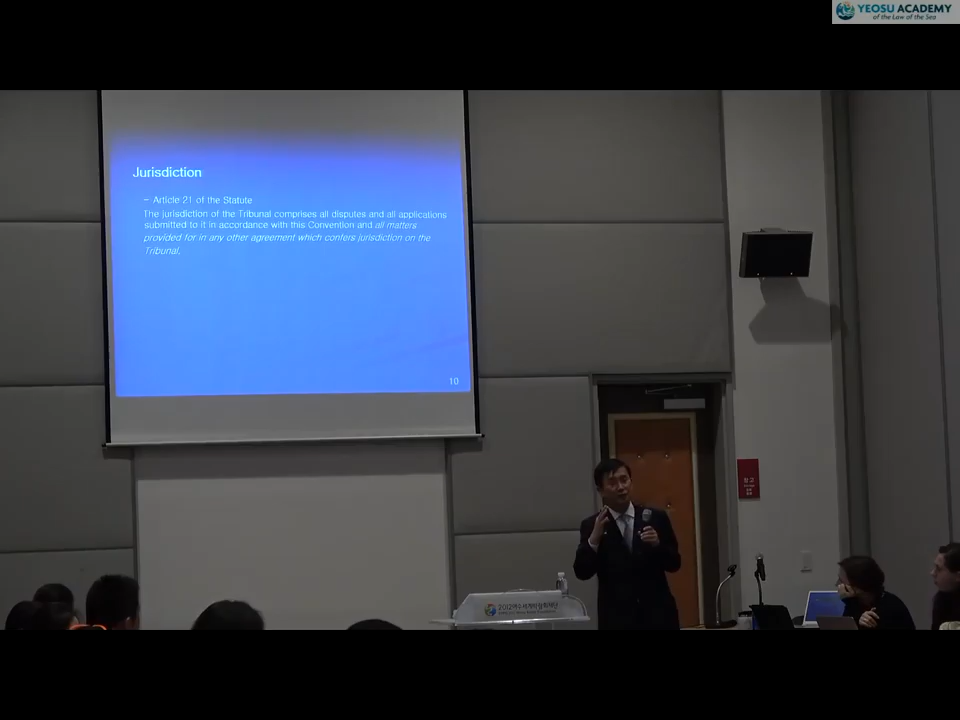 YEOSU ACADEMY
of the Law of the Sea
Jurisdiction
- Article 21 of the Statute
The jurisdiction of the Tribunal comprises all disputes and all applications
submitted to it in accordance with this Convention and all matters
provided for in any other agreement which confers jurisdiction on the
Tribunal.
10